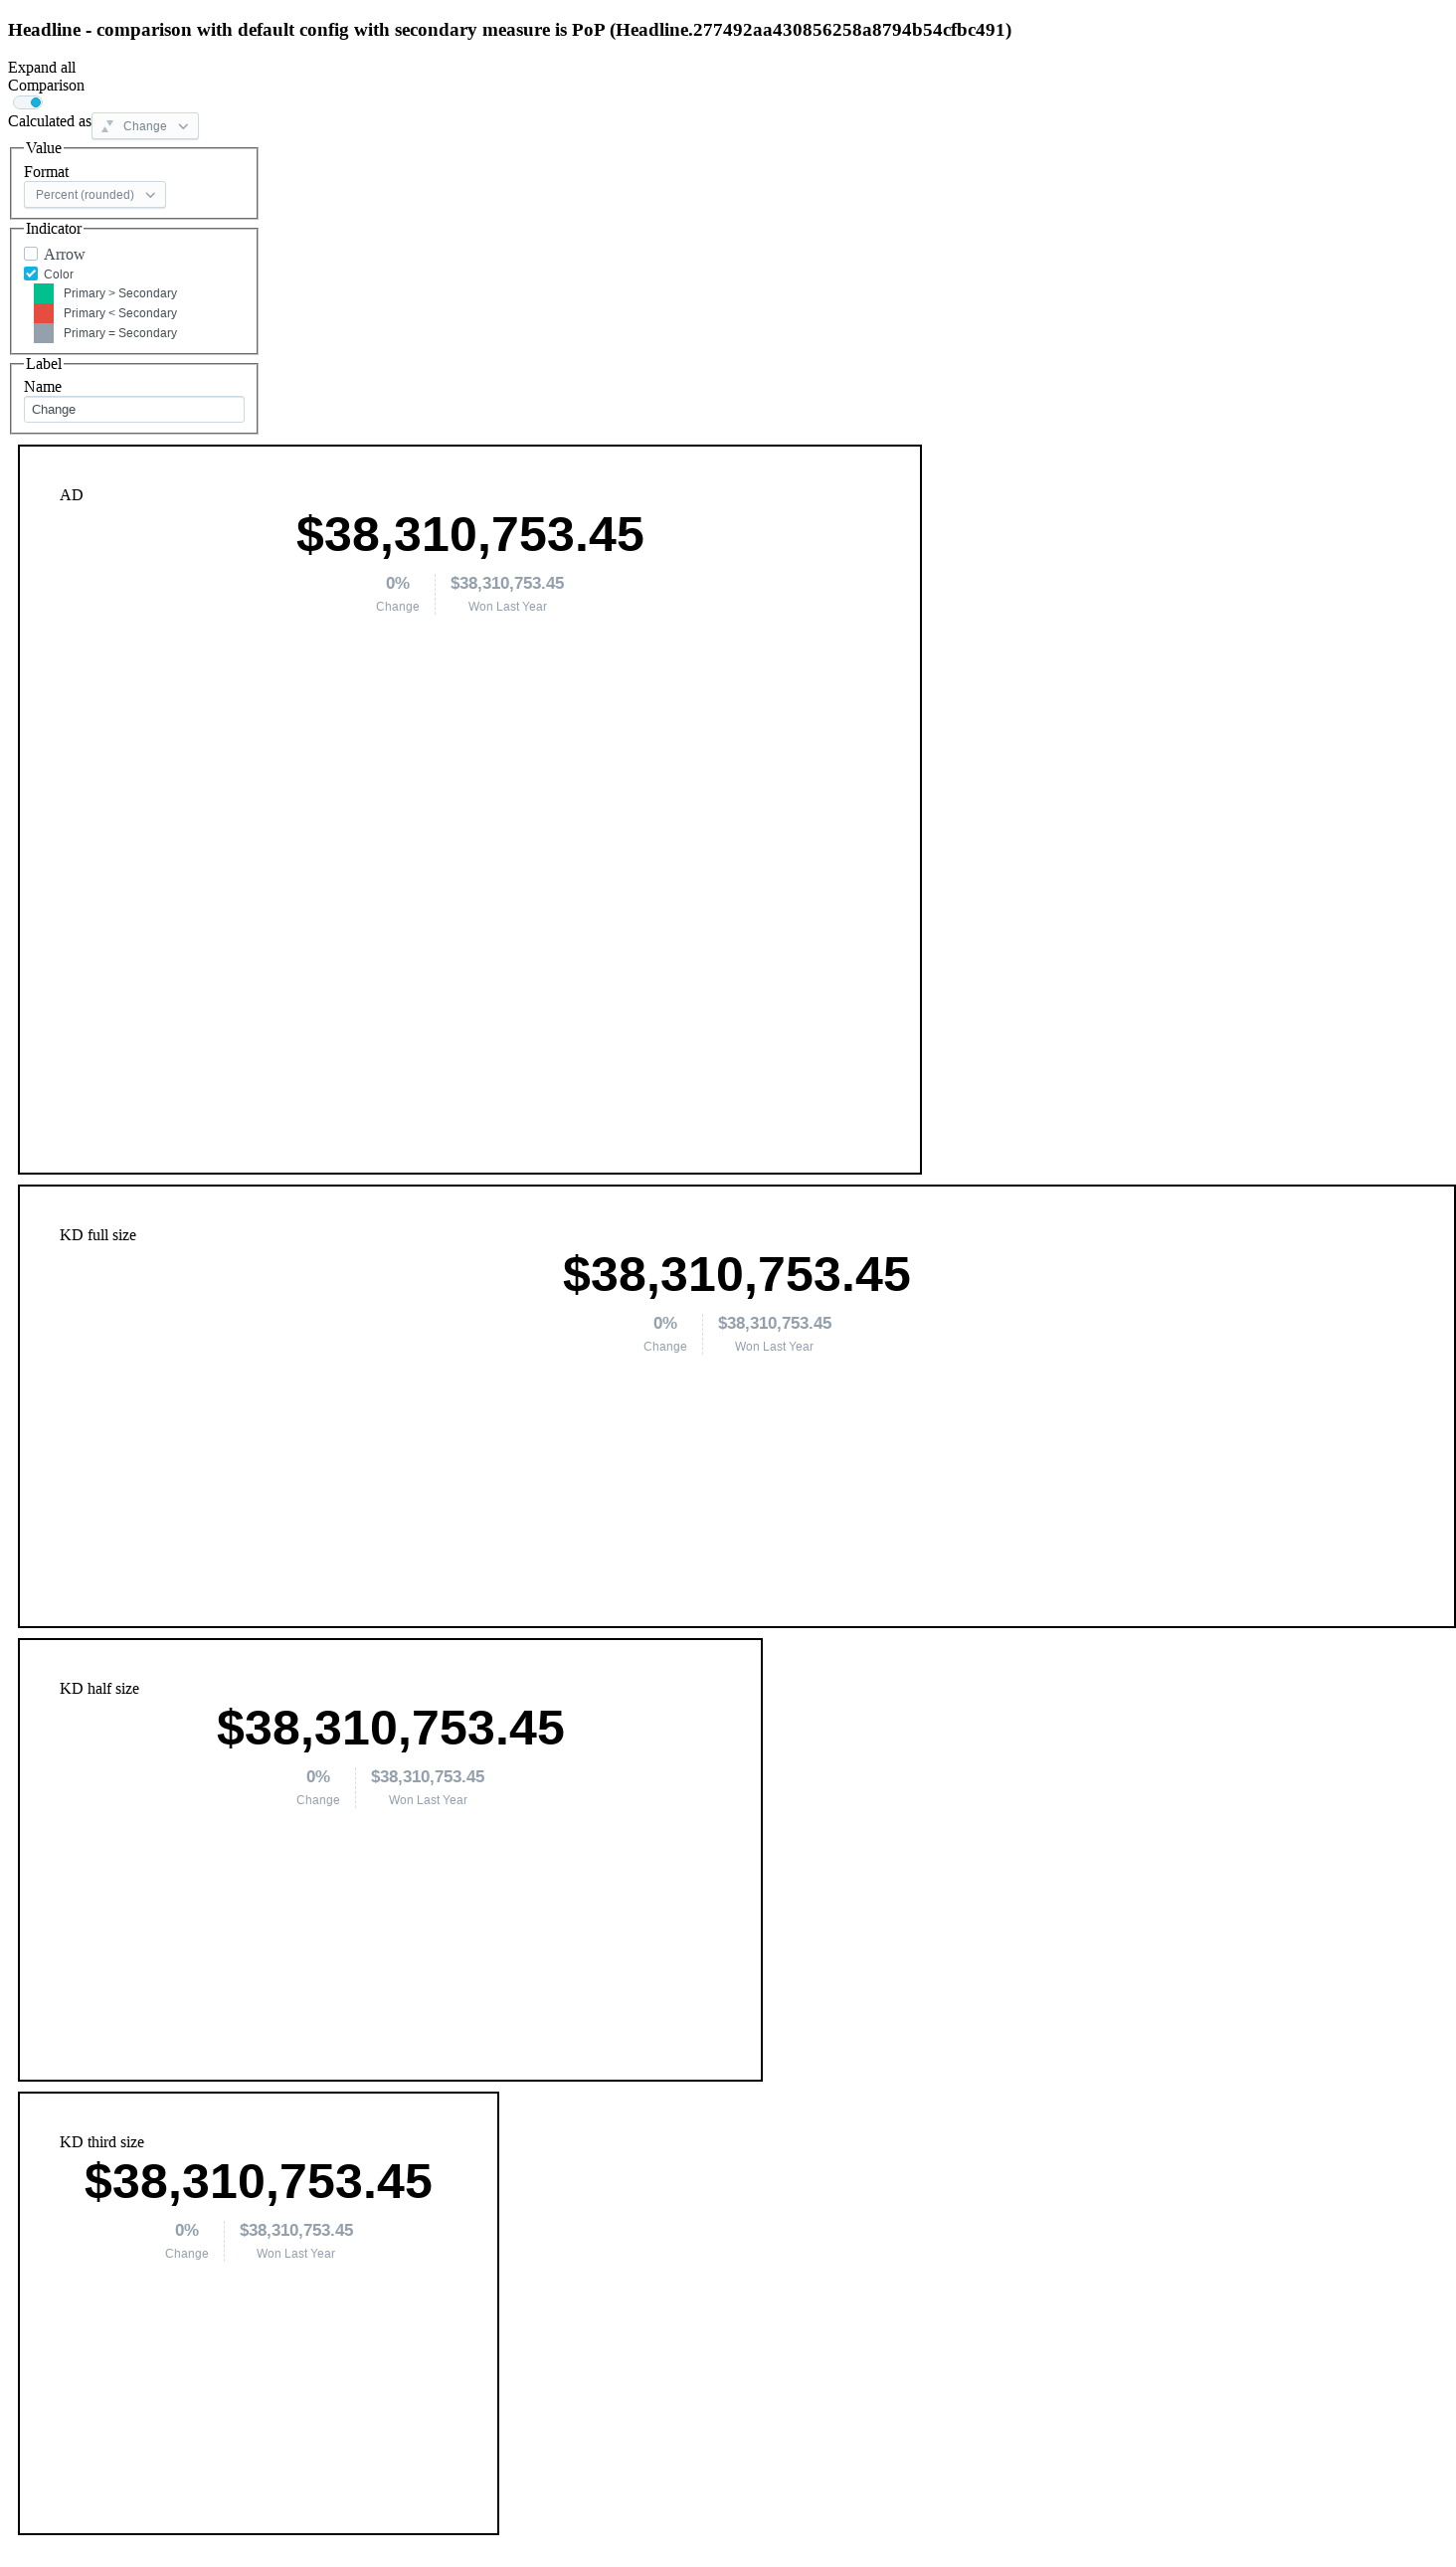 Headline - comparison with default config with secondary measure is PoP (Headline.277492aa430856258a8794b54cfbc491)
Expand all
Comparison
Calculated as Change
Value
Format
Percent (rounded)
Indicator
Arrow
Color
Primary > Secondary
Primary < Secondary
Primary = Secondary
Label
Name
Change
AD
$38,310,753.45
0% $38,310,753.45
Change Won Last Year
KD full size
$38,310,753.45
0% $38,310,753.45
Change Won Last Year
KD half size
$38,310,753.45
0% $38,310,753.45
Change Won Last Year
KD third size
$38,310,753.45
0% $38,310,753.45
Change Won Last Year